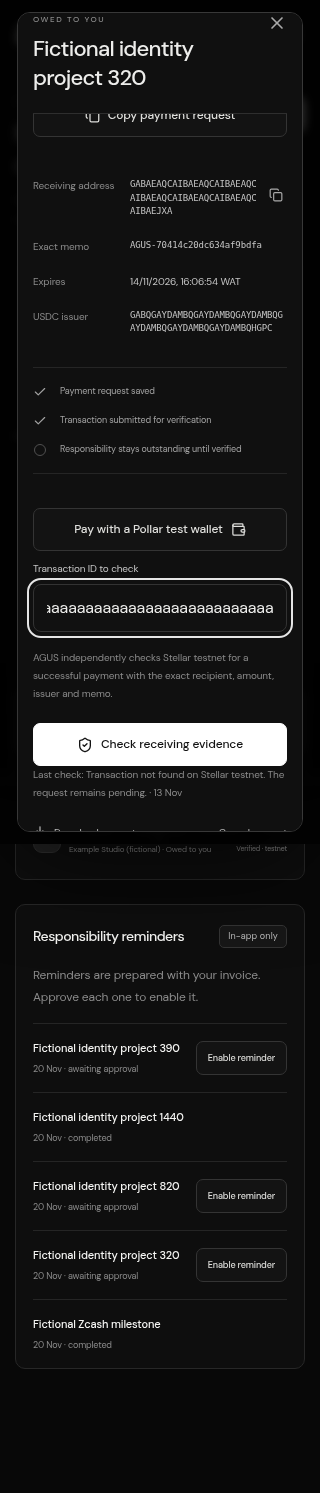 OWED TO YOU
Fictional identity
project 320
Copy payment request
Receiving address
GABAEAQCAIBAEAQCAIBAEAQC
AIBAEAQCAIBAEAQCAIBAEAQC
AIBAEJXA
Exact memo
AGUS-70414c20dc634af9bdfa
Expires
14/11/2026, 16:06:54 WAT
USDC issuer
GABQGAYDAMBQGAYDAMBQGAYDAMBQG
AYDAMBQGAYDAMBQGAYDAMBQHGPC
Payment request saved
Transaction submitted for verification
Responsibility stays outstanding until verified
Pay with a Pollar test wallet
Transaction ID to check
aaaaaaaaaaaaaaaaaaaaaaaaaaa
AGUS independently checks Stellar testnet for a
successful payment with the exact recipient, amount,
issuer and memo.
Check receiving evidence
Last check: Transaction not found on Stellar testnet. The
request remains pending. · 13 Nov
Example Studio (fictional) · Owed to you
Verified · testnet
Responsibility reminders
In-app only
Reminders are prepared with your invoice.
Approve each one to enable it.
Fictional identity project 390
20 Nov · awaiting approval
Enable reminder
Fictional identity project 1440
20 Nov · completed
Fictional identity project 820
20 Nov · awaiting approval
Enable reminder
Fictional identity project 320
20 Nov · awaiting approval
Enable reminder
Fictional Zcash milestone
20 Nov · completed